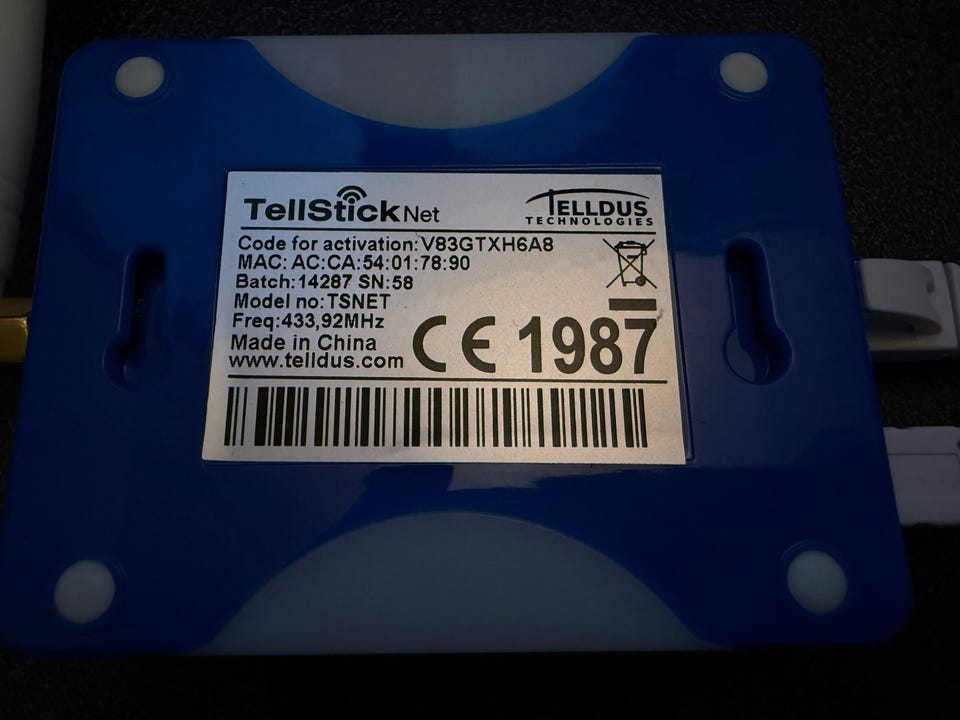 TellStick Net
TELLDUS
TECHNOLOGIES
Code for activation:V83GTXH6A8
MAC: AC:CA:54:01:78:90
Batch:14287 SN:58
Model no:TSNET
Freq:433,92MHz
Made in China
www.telldus.com
CE 1987